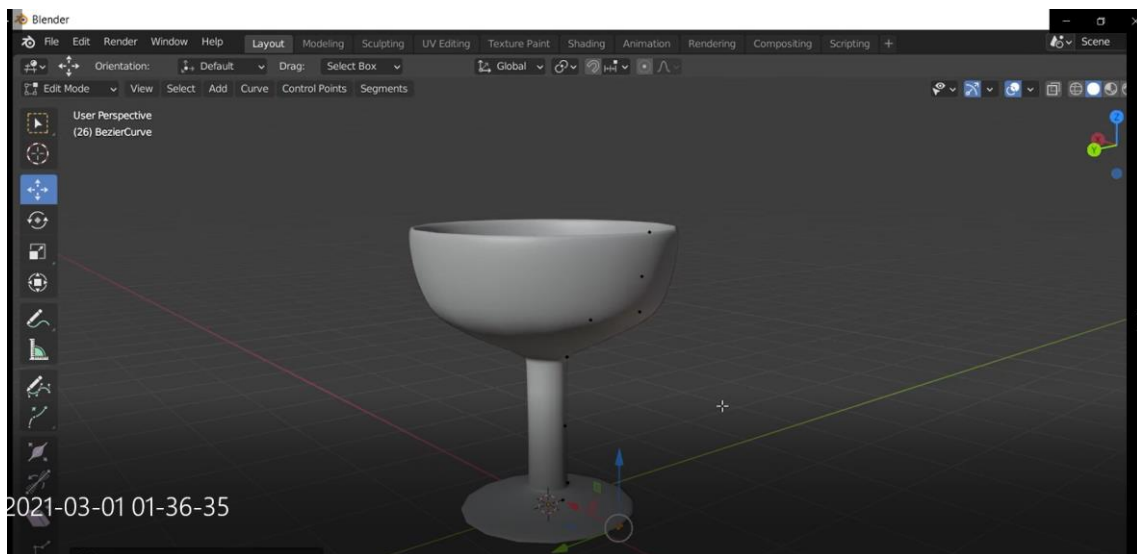 Blender
File Edit Render Window Help Layout Modeling Sculpting UV Editing Texture Paint Shading Animation Rendering Compositing Scripting + Scene
Orientation: Default Drag: Select Box Global
Edit Mode View Select Add Curve Control Points Segments
User Perspective
(26) BezierCurve
Z
Y
2021-03-01 01-36-35